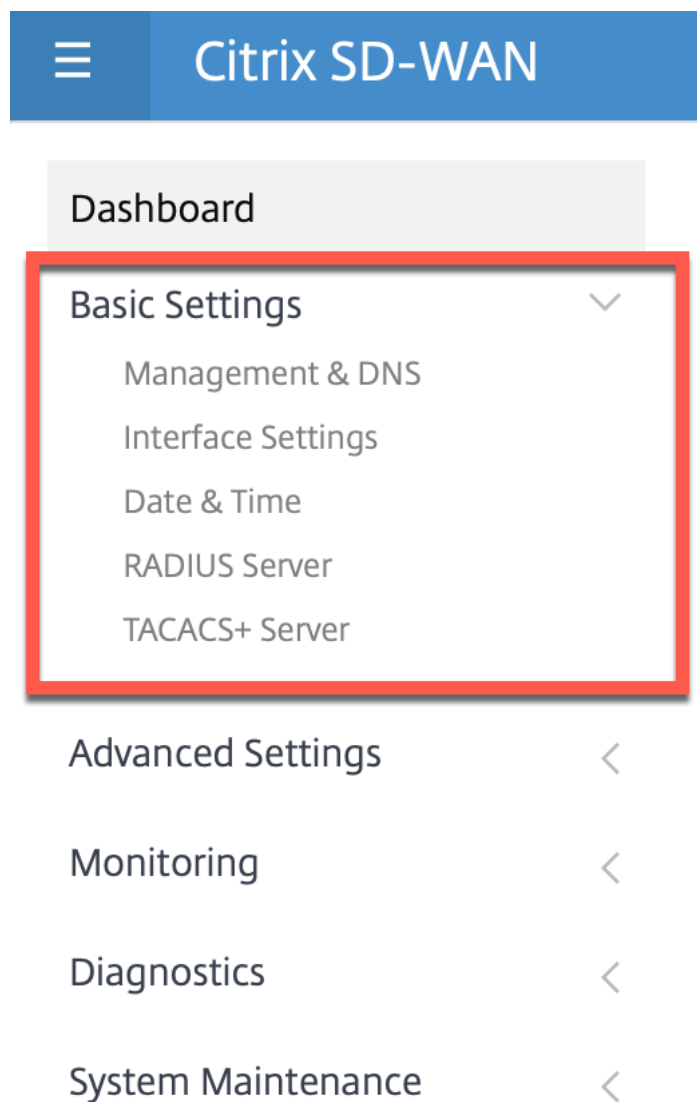 Citrix SD-WAN
Dashboard
Basic Settings
Management & DNS
Interface Settings
Date & Time
RADIUS Server
TACACS+ Server
Advanced Settings
Monitoring
Diagnostics
System Maintenance